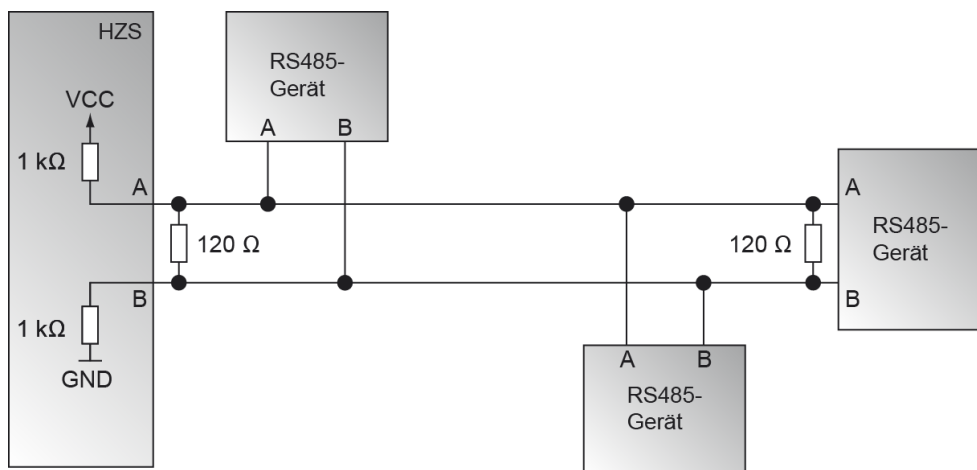 HZS
VCC
1 kΩ
A
B
1 kΩ
GND
RS485-
Gerät
A B
120 Ω
120 Ω
A
RS485-
Gerät
B
A B
RS485-
Gerät